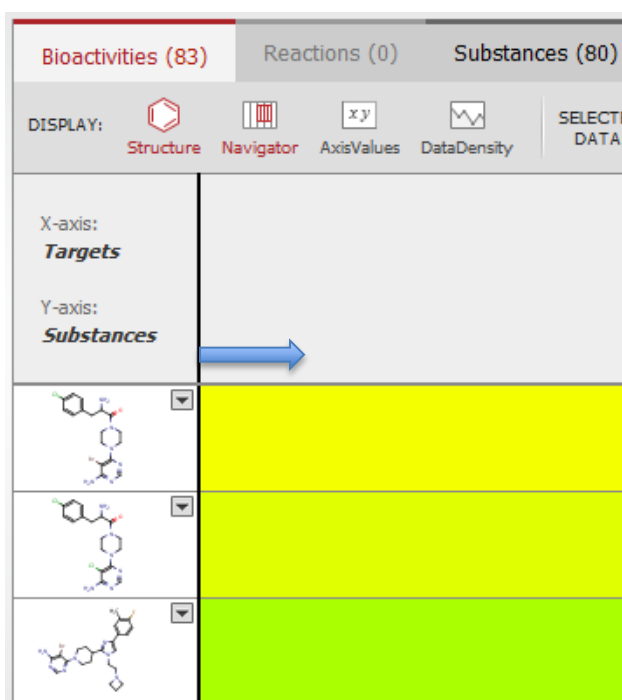 Bioactivities (83) Reactions (0) Substances (80)
DISPLAY: Structure Navigator AxisValues DataDensity
x y
X-axis:
Targets
Y-axis:
Substances